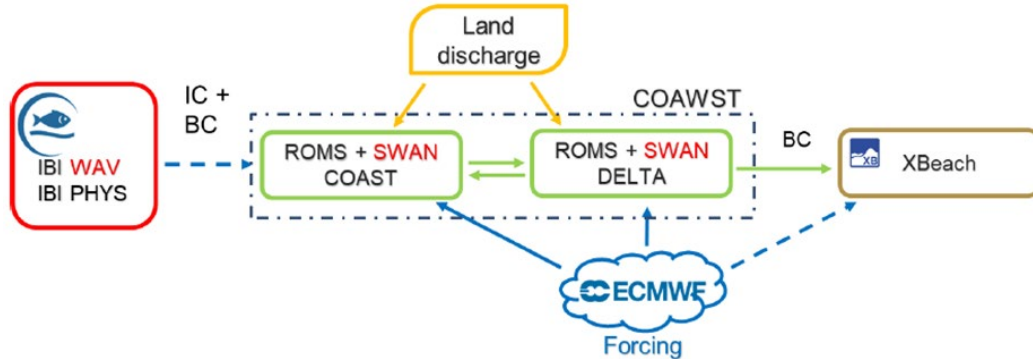 Land
discharge
IC +
BC
COAWST
IBI WAV
IBI PHYS
ROMS + SWAN
COAST
ROMS + SWAN
DELTA
BC
XB
XBeach
ECMWF
Forcing